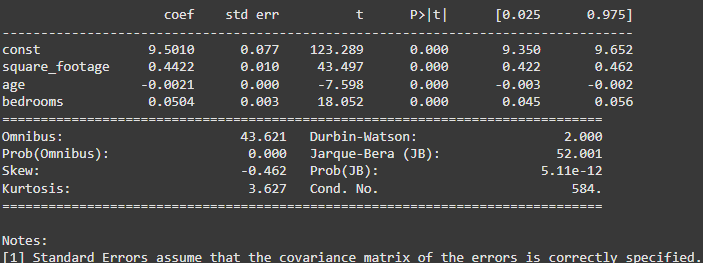 coef    std err          t      P>|t|      [0.025      0.975]
----------------------------------------------------------------------------------
const              9.5010      0.077    123.289      0.000       9.350       9.652
square_footage     0.4422      0.010     43.497      0.000       0.422       0.462
age               -0.0021      0.000     -7.598      0.000      -0.003      -0.002
bedrooms           0.0504      0.003     18.052      0.000       0.045       0.056
==============================================================================
Omnibus:                       43.621   Durbin-Watson:                   2.000
Prob(Omnibus):                  0.000   Jarque-Bera (JB):               52.001
Skew:                          -0.462   Prob(JB):                     5.11e-12
Kurtosis:                       3.627   Cond. No.                         584.
==============================================================================
Notes:
[1] Standard Errors assume that the covariance matrix of the errors is correctly specified.